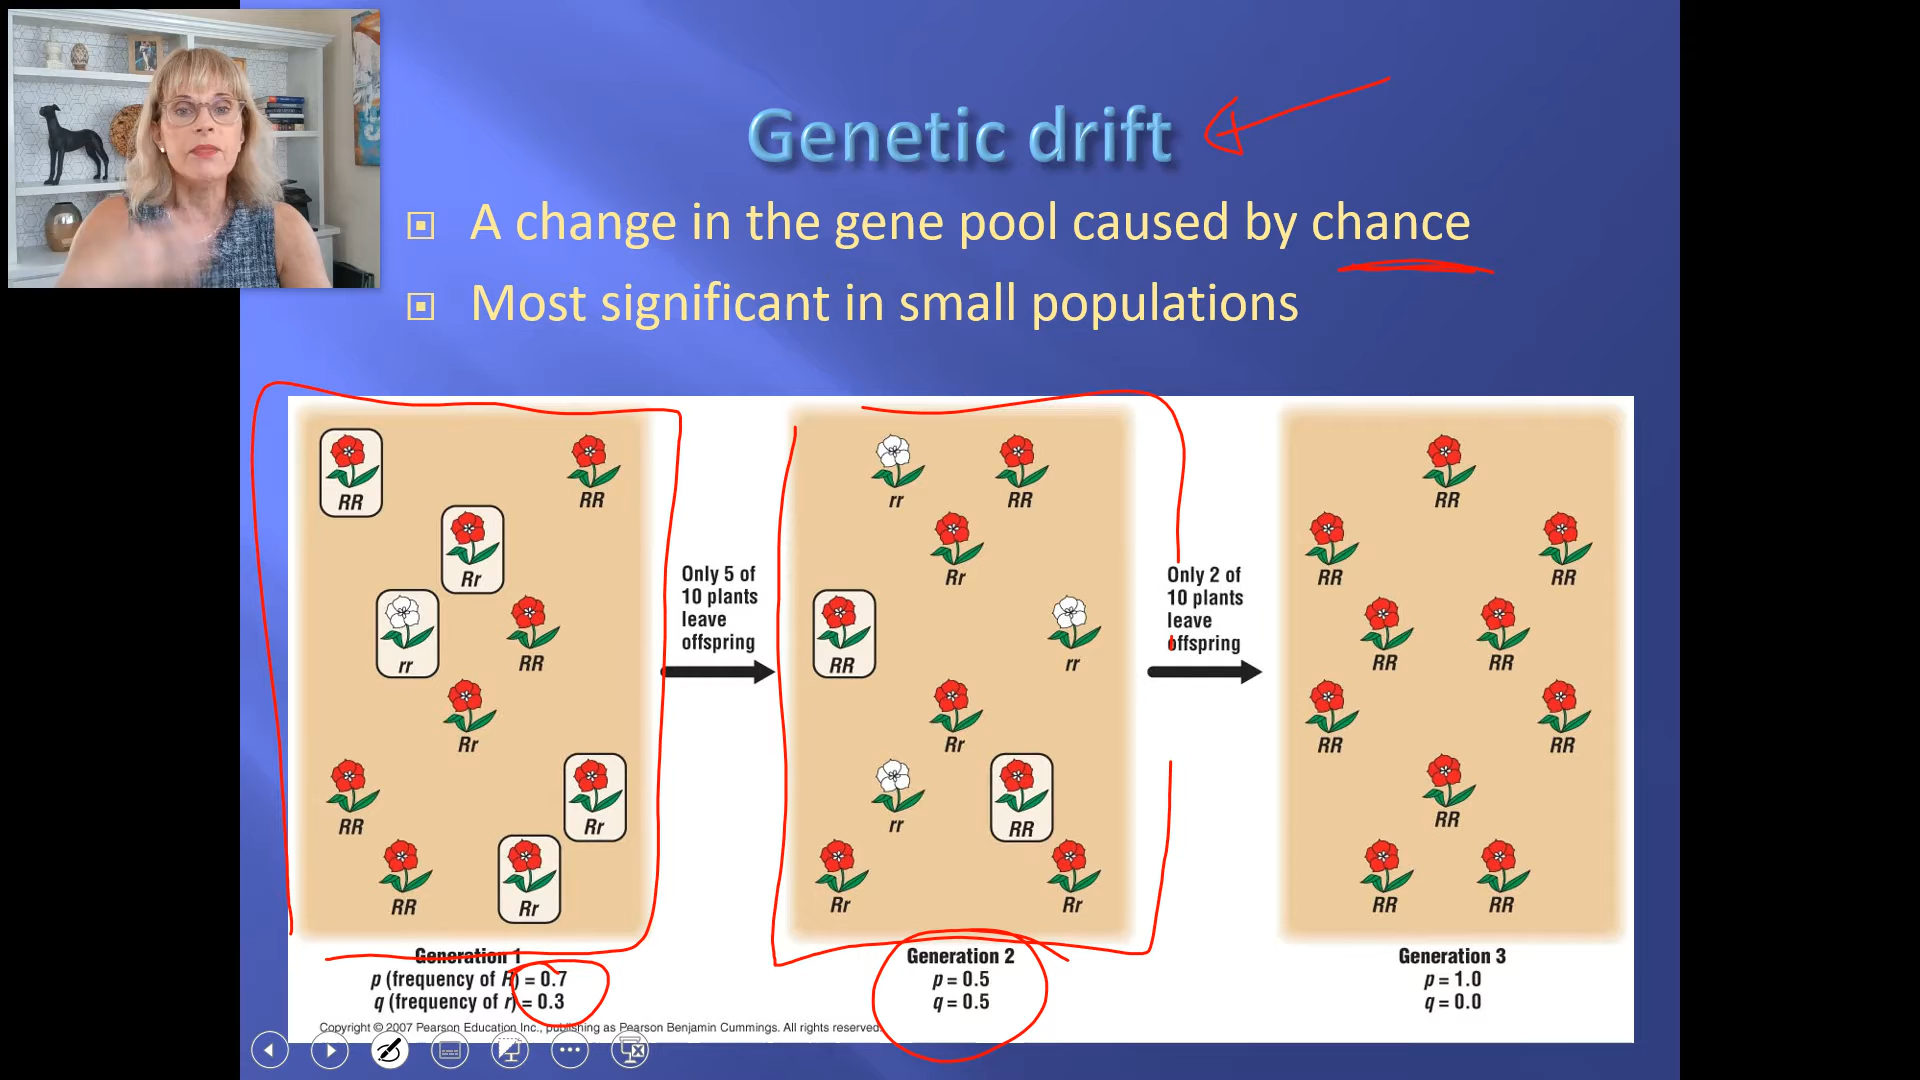 Genetic drift
A change in the gene pool caused by chance
Most significant in small populations
RR
RR
Rr
rr
RR
Rr
RR
Rr
RR
Rr
Generation 1
p (frequency of R) = 0.7
q (frequency of r) = 0.3
Only 5 of
10 plants
leave
offspring
rr
RR
Rr
RR
rr
Rr
rr
RR
Rr
Rr
Generation 2
p = 0.5
q = 0.5
Only 2 of
10 plants
leave
offspring
RR
RR
RR
RR
RR
RR
RR
RR
RR
RR
Generation 3
p = 1.0
q = 0.0
Copyright © 2007 Pearson Education Inc., publishing as Pearson Benjamin Cummings. All rights reserved.